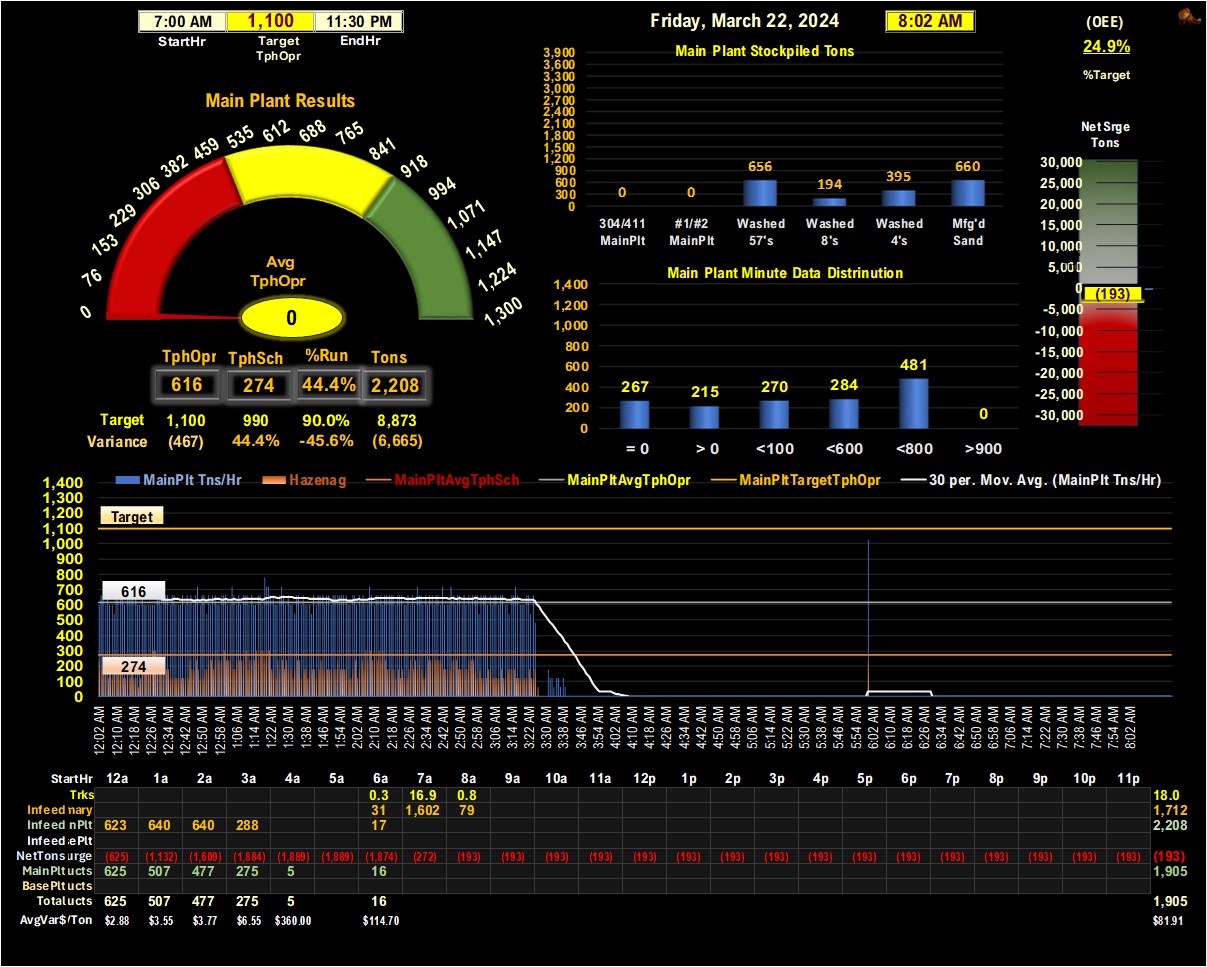 7:00 AM 1,100 11:30 PM
StartHr Target TphOpr EndHr
Friday, March 22, 2024 8:02 AM
(OEE)
24.9%
%Target
Main Plant Results
0 76 153 229 306 382 459 535 612 688 765 841 918 994 1,071 1,147 1,224 1,300
Avg
TphOpr
0
TphOpr TphSch %Run Tons
616 274 44.4% 2,208
Target 1,100 990 90.0% 8,873
Variance (467) 44.4% -45.6% (6,665)
Main Plant Stockpiled Tons
3,900
3,600
3,300
3,000
2,700
2,400
2,100
1,800
1,500
1,200
900
600
300
0
0 0 656 194 395 660
304/411 #1/#2 Washed Washed Washed Mfg'd
MainPlt MainPlt 57's 8's 4's Sand
Main Plant Minute Data Distrinution
1,400
1,200
1,000
800
600
400
200
0
267 215 270 284 481 0
= 0 > 0 <100 <600 <800 >900
Net Srge
Tons
30,000
25,000
20,000
15,000
10,000
5,000
0
(193)
-5,000
-10,000
-15,000
-20,000
-25,000
-30,000
MainPlt Tns/Hr Hazenag MainPltAvgTphSch MainPltAvgTphOpr MainPltTargetTphOpr 30 per. Mov. Avg. (MainPlt Tns/Hr)
1,400
1,300
1,200
1,100
1,000
900
800
700
600
500
400
300
200
100
0
Target
616
274
12:02 AM 12:10 AM 12:18 AM 12:26 AM 12:34 AM 12:42 AM 12:50 AM 12:58 AM 1:06 AM 1:14 AM 1:22 AM 1:30 AM 1:38 AM 1:46 AM 1:54 AM 2:02 AM 2:10 AM 2:18 AM 2:26 AM 2:34 AM 2:42 AM 2:50 AM 2:58 AM 3:06 AM 3:14 AM 3:22 AM 3:30 AM 3:38 AM 3:46 AM 3:54 AM 4:02 AM 4:10 AM 4:18 AM 4:26 AM 4:34 AM 4:42 AM 4:50 AM 4:58 AM 5:06 AM 5:14 AM 5:22 AM 5:30 AM 5:38 AM 5:46 AM 5:54 AM 6:02 AM 6:10 AM 6:18 AM 6:26 AM 6:34 AM 6:42 AM 6:50 AM 6:58 AM 7:06 AM 7:14 AM 7:22 AM 7:30 AM 7:38 AM 7:46 AM 7:54 AM 8:02 AM
StartHr 12a 1a 2a 3a 4a 5a 6a 7a 8a 9a 10a 11a 12p 1p 2p 3p 4p 5p 6p 7p 8p 9p 10p 11p
Trks 0.3 16.9 0.8 18.0
Infeed nary 31 1,602 79 1,712
Infeed nPlt 623 640 640 288 17 2,208
Infeed ePlt
NetTons urge (625) (1,132) (1,609) (1,884) (1,889) (1,889) (1,874) (272) (193) (193) (193) (193) (193) (193) (193) (193) (193) (193) (193) (193) (193) (193) (193) (193) (193)
MainPlt ucts 625 507 477 275 5 16 1,905
BasePlt ucts
Total ucts 625 507 477 275 5 16 1,905
AvgVar$/Ton $2.88 $3.55 $3.77 $6.55 $360.00 $114.70 $81.91